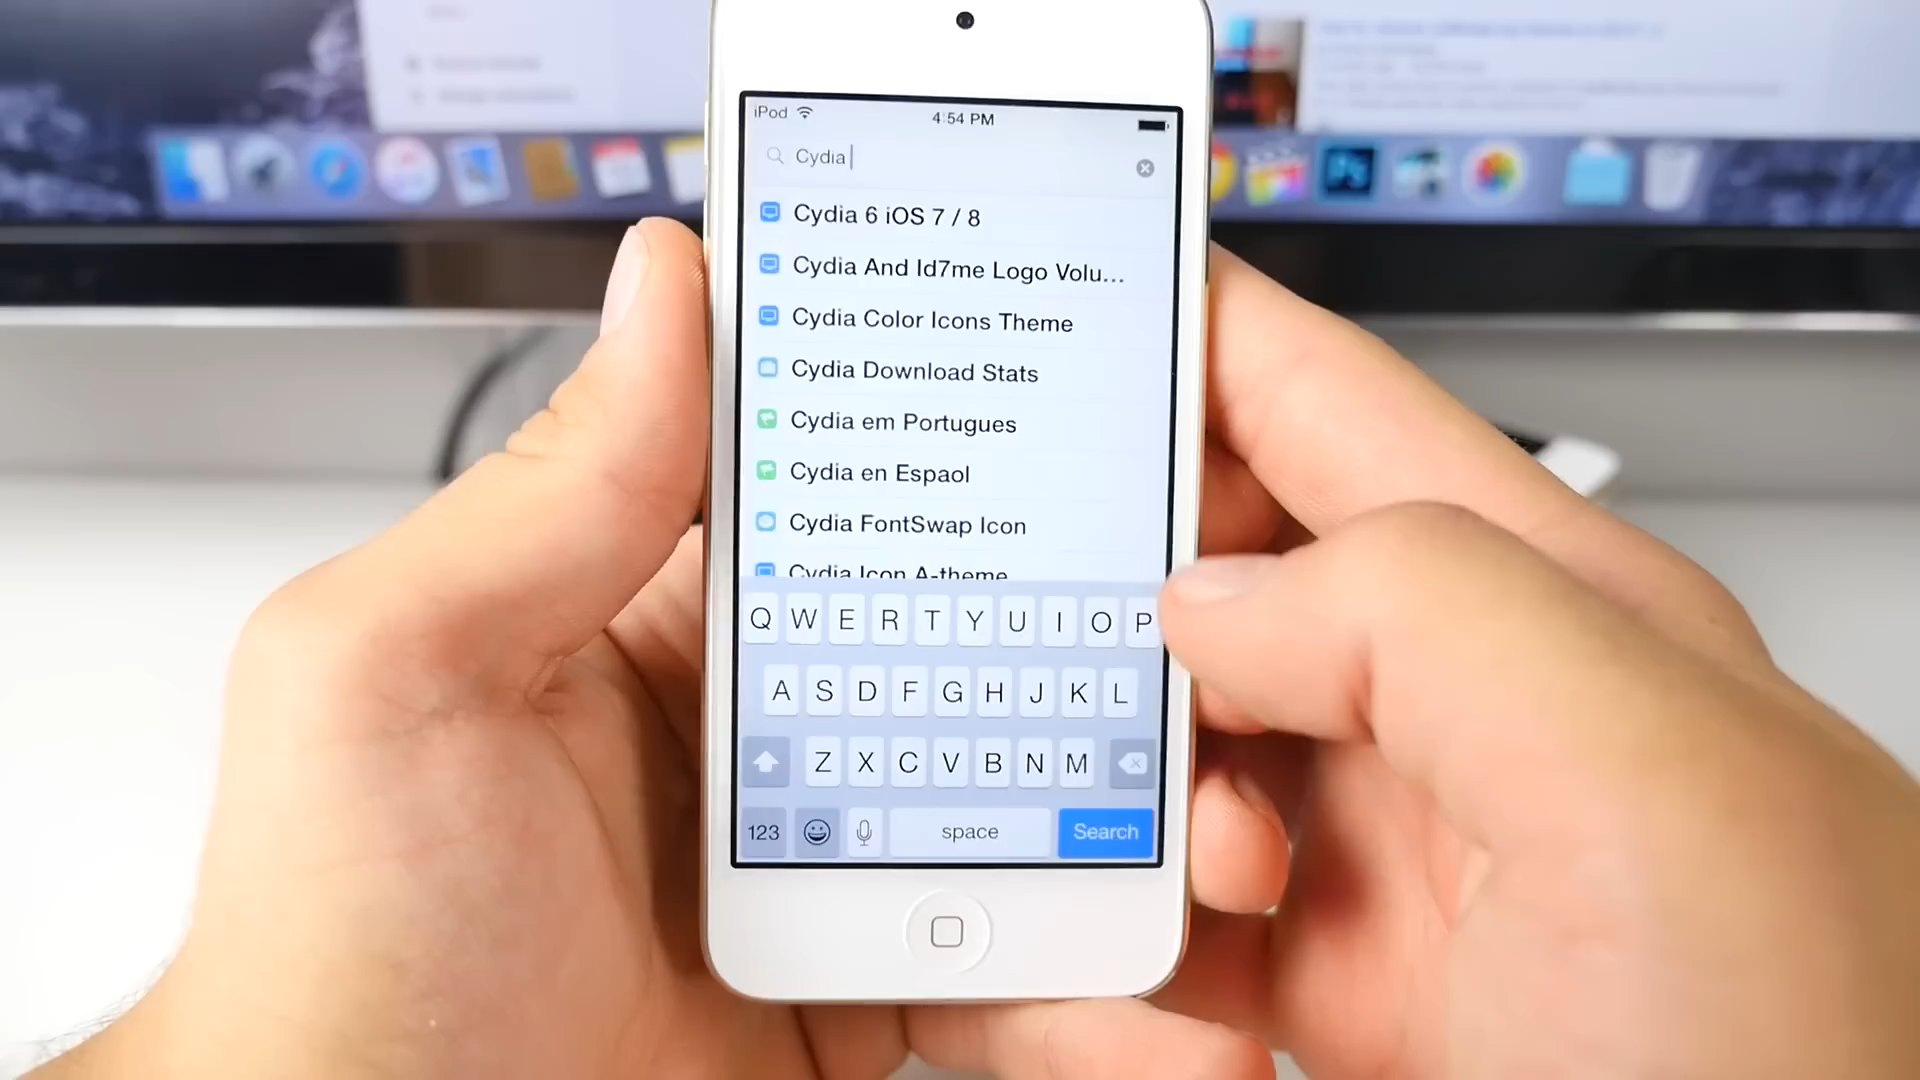 iPod 4:54 PM
Cydia
Cydia 6 iOS 7 / 8
Cydia And Id7me Logo Volu...
Cydia Color Icons Theme
Cydia Download Stats
Cydia em Portugues
Cydia en Espaol
Cydia FontSwap Icon
Cydia Icon A-theme
Q W E R T Y U I O P
A S D F G H J K L
Z X C V B N M
123 space Search
Ps